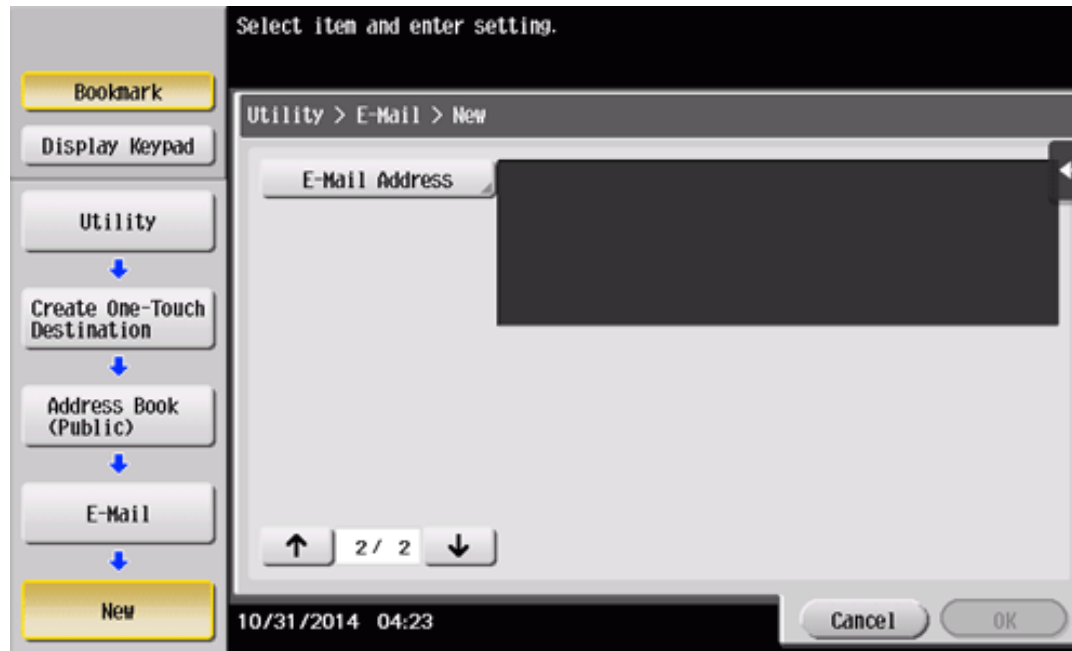 Select item and enter setting.
Bookmark
Display Keypad
Utility > E-Mail > New
E-Mail Address
Utility
Create One-Touch
Destination
Address Book
(Public)
E-Mail
New
2/ 2
10/31/2014 04:23
Cancel
OK